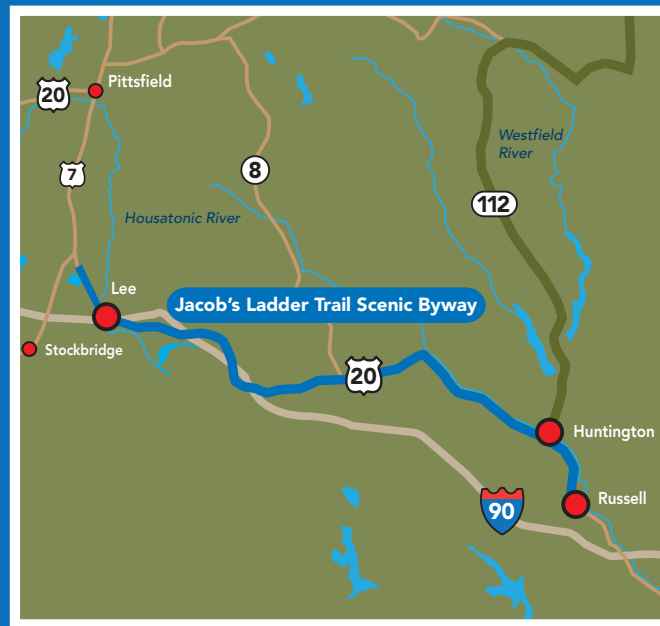 Pittsfield
20
Westfield
River
7
8
112
Housatonic River
Lee
Jacob's Ladder Trail Scenic Byway
Stockbridge
20
Huntington
Russell
90